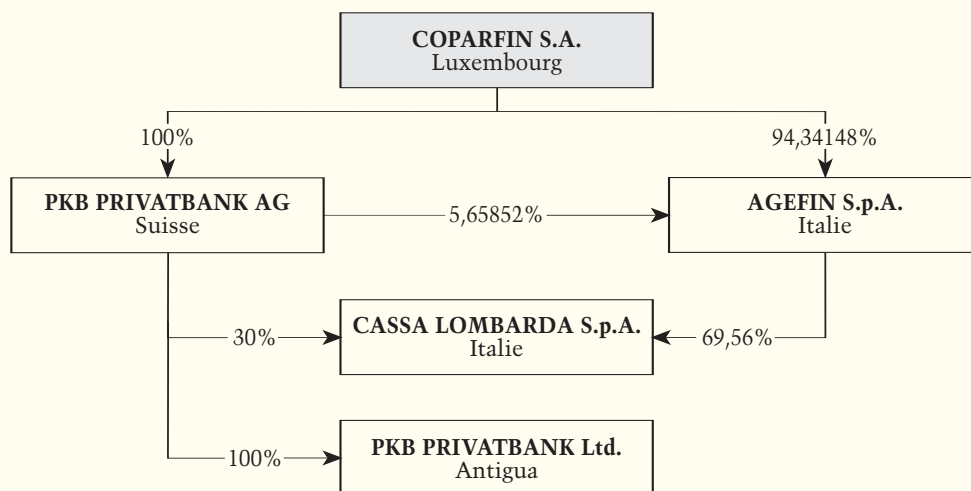 COPARFIN S.A.
Luxembourg
100%
94,34148%
PKB PRIVATBANK AG
Suisse
5,65852%
AGEFIN S.p.A.
Italie
30%
CASSA LOMBARDA S.p.A.
Italie
69,56%
100%
PKB PRIVATBANK Ltd.
Antigua